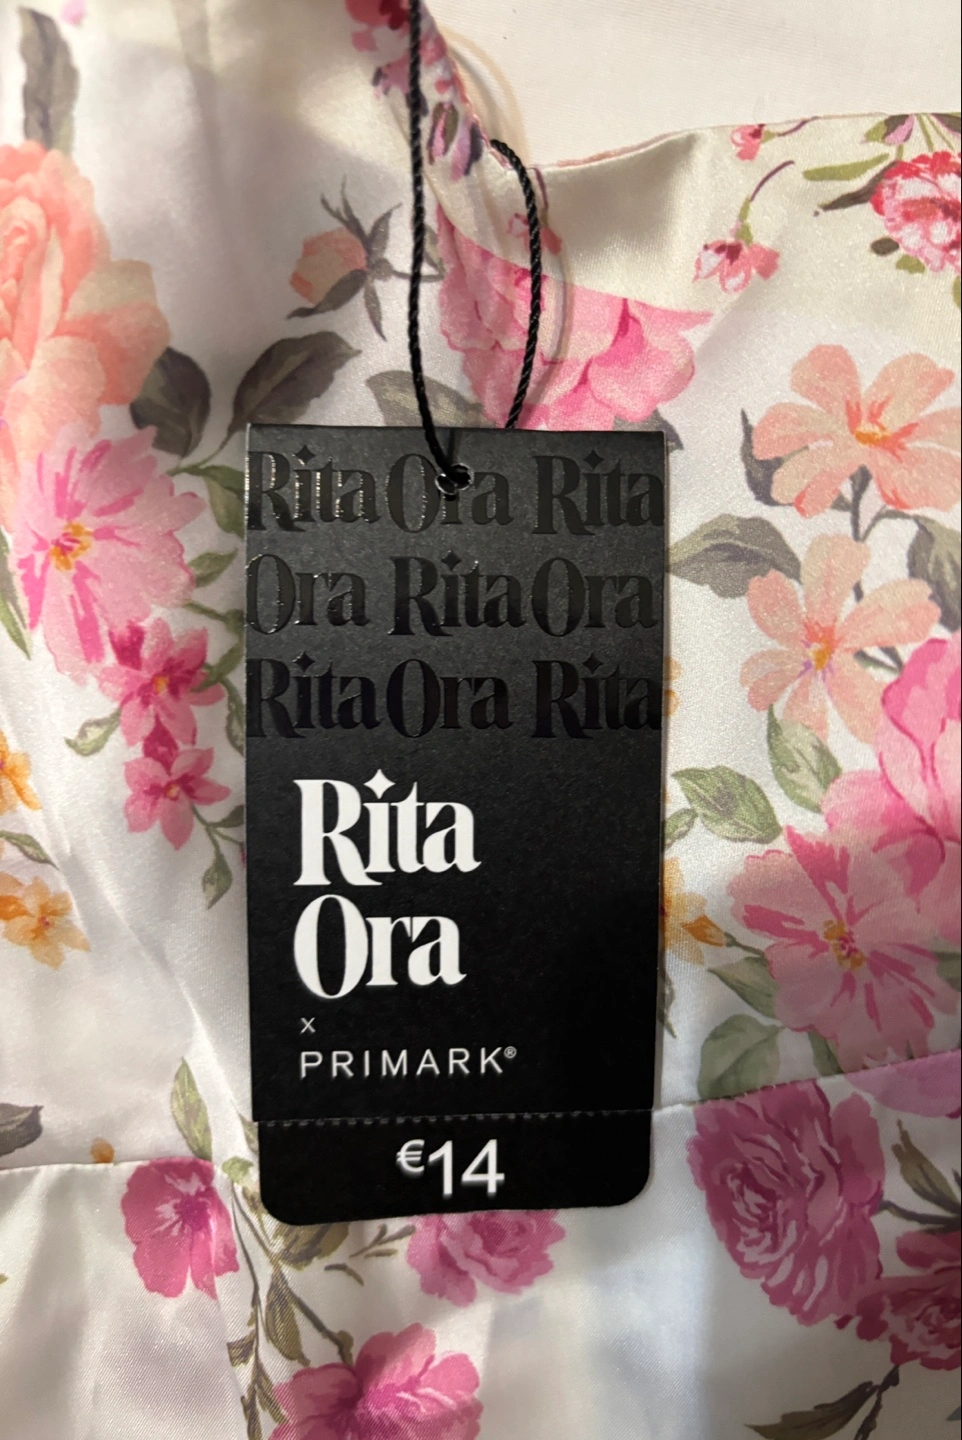 Rita Ora Rita
Ora Rita Ora
Rita Ora Rita
Rita
Ora
x
PRIMARK®
€14